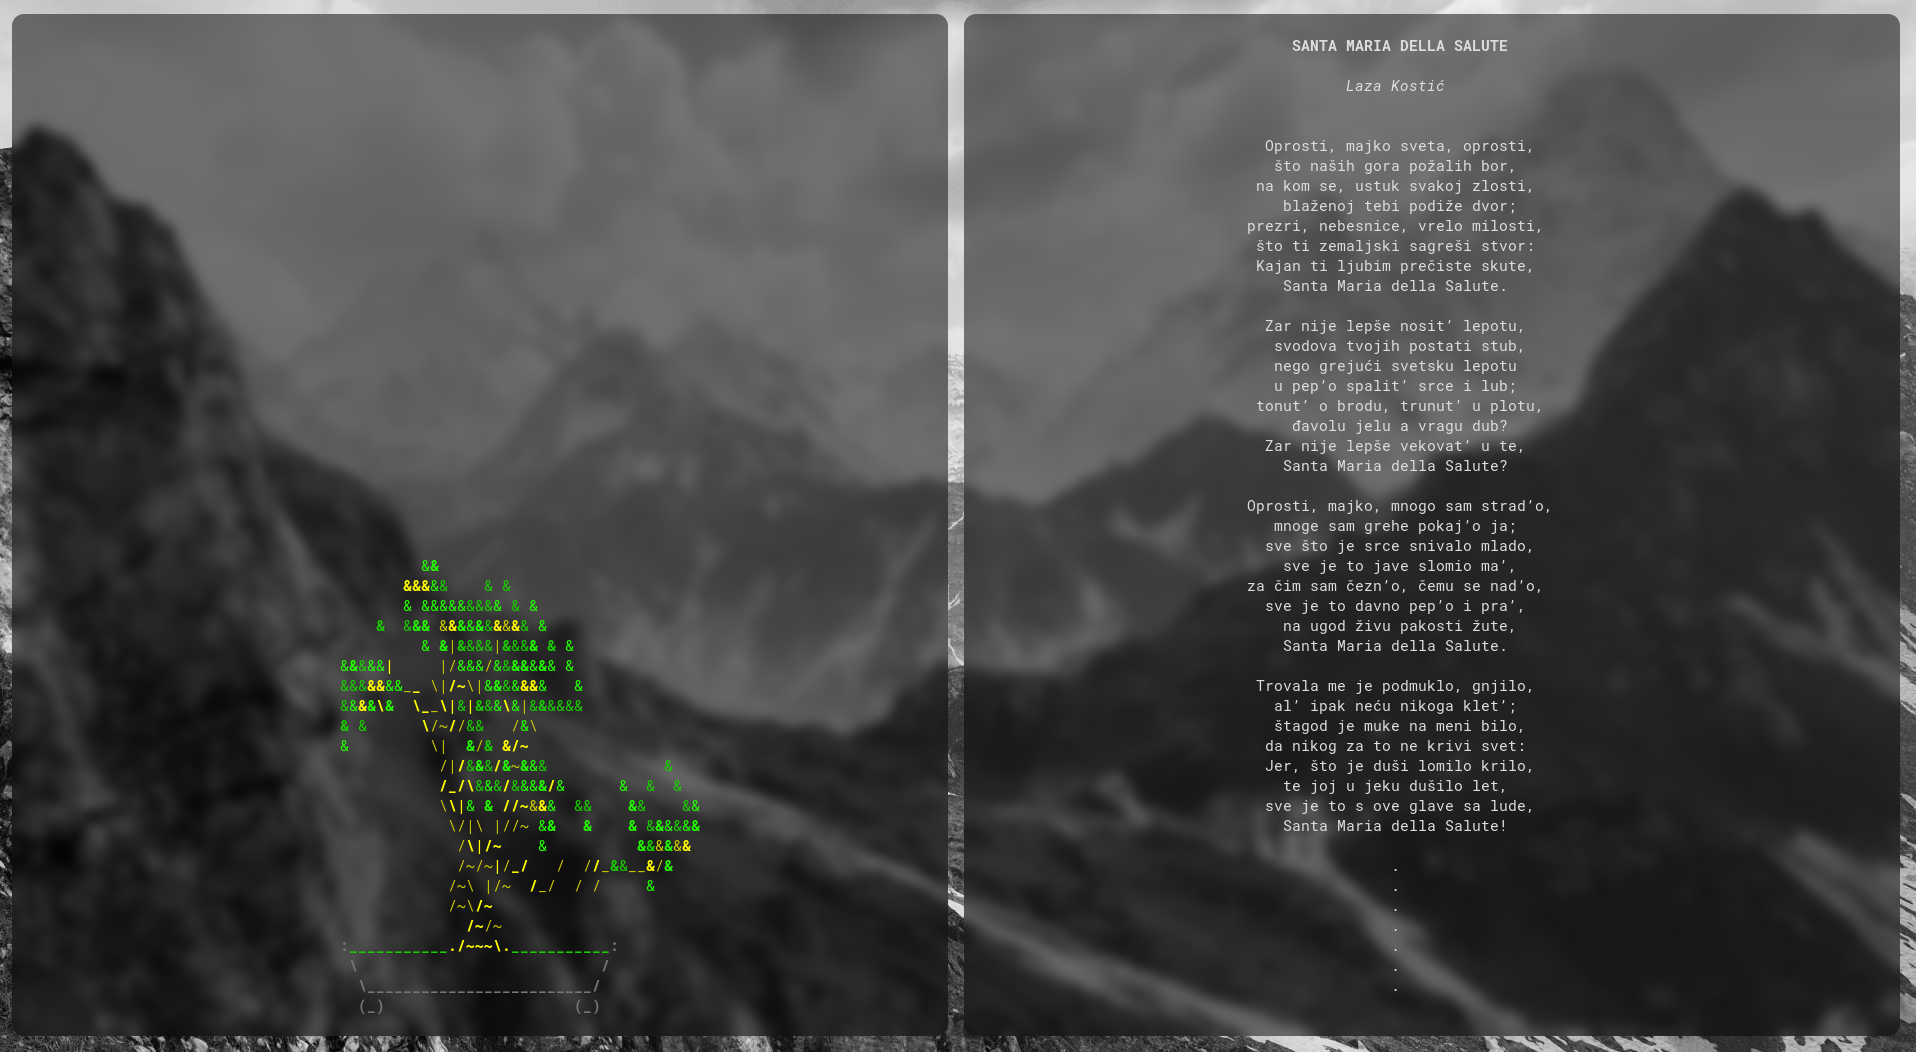 SANTA MARIA DELLA SALUTE
Laza Kostić
Oprosti, majko sveta, oprosti,
što naših gora požalih bor,
na kom se, ustuk svakoj zlosti,
blaženoj tebi podiže dvor;
prezri, nebesnice, vrelo milosti,
što ti zemaljski sagreši stvor:
Kajan ti ljubim prečiste skute,
Santa Maria della Salute.
Zar nije lepše nosit’ lepotu,
svodova tvojih postati stub,
nego grejući svetsku lepotu
u pep’o spalit’ srce i lub;
tonut’ o brodu, trunut’ u plotu,
đavolu jelu a vragu dub?
Zar nije lepše vekovat’ u te,
Santa Maria della Salute?
Oprosti, majko, mnogo sam strad’o,
mnoge sam grehe pokaj’o ja;
sve što je srce snivalo mlado,
sve je to jave slomio ma’,
za čim sam čezn’o, čemu se nad’o,
sve je to davno pep’o i pra’,
na ugod živu pakosti žute,
Santa Maria della Salute.
Trovala me je podmuklo, gnjilo,
al’ ipak neću nikoga klet’;
štagod je muke na meni bilo,
da nikog za to ne krivi svet:
Jer, što je duši lomilo krilo,
te joj u jeku dušilo let,
sve je to s ove glave sa lude,
Santa Maria della Salute!
.
.
.
.
.
.
.